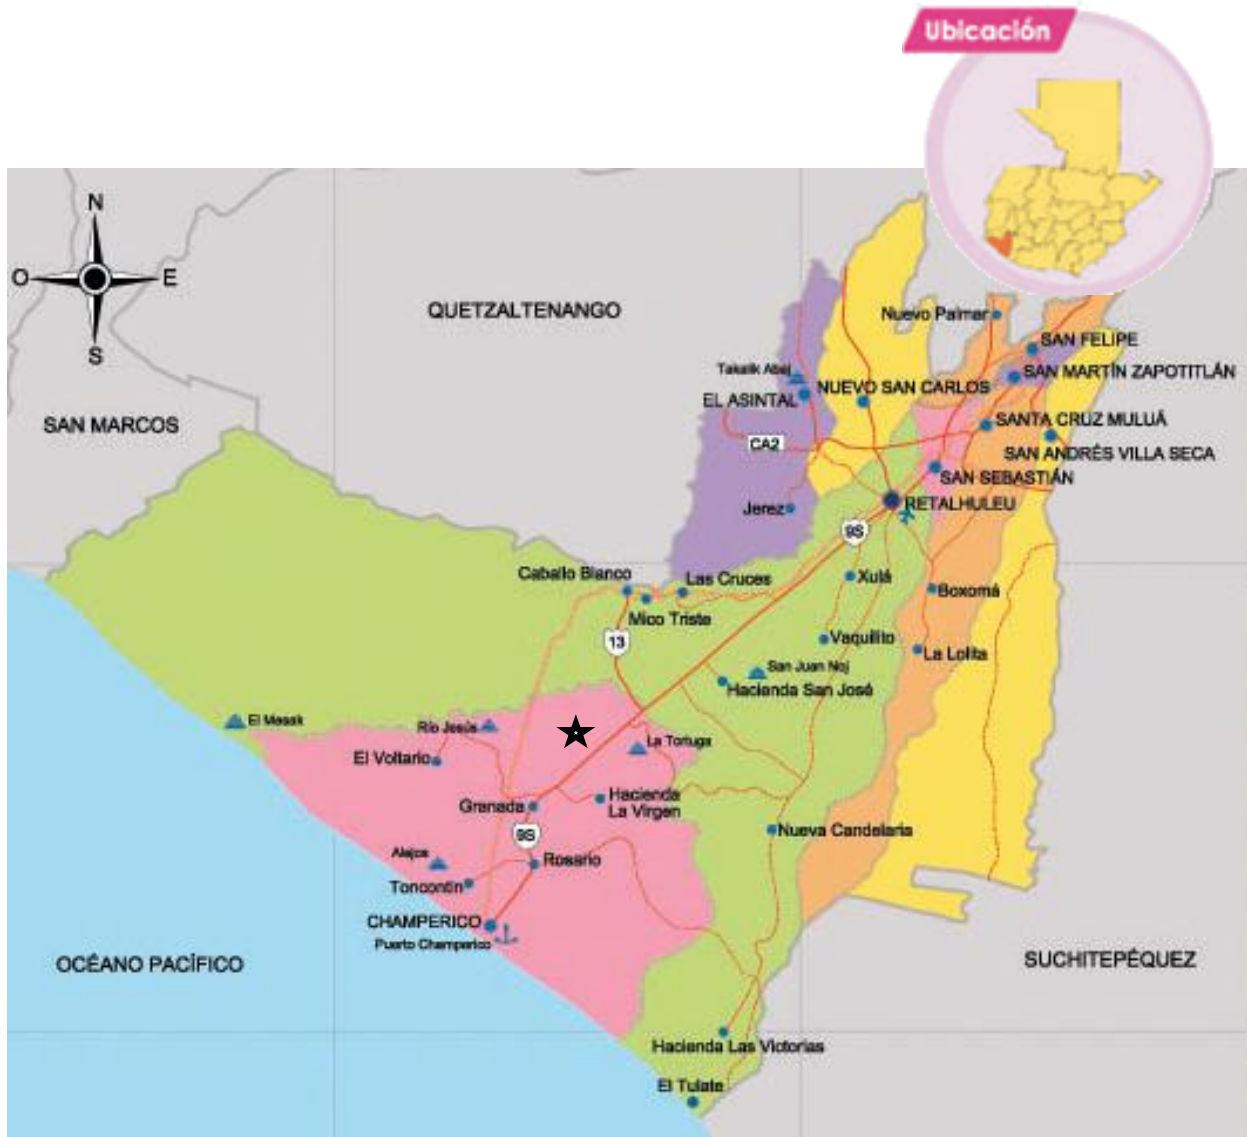 Ubicación
N
O
E
S
QUETZALTENANGO
SAN MARCOS
Nuevo Palmar
SAN FELIPE
Takalik Abaj
SAN MARTÍN ZAPOTITLÁN
NUEVO SAN CARLOS
EL ASINTAL
SANTA CRUZ MULUÁ
CA2
SAN ANDRÉS VILLA SECA
SAN SEBASTIÁN
RETALHULEU
Jerez
9S
Caballo Blanco
Las Cruces
Xulá
Boxomá
Mico Triste
13
Vaquilito
La Lolita
San Juan Noj
Hacienda San José
El Mesak
Río Jesús
La Tortuga
El Voltario
Hacienda
La Virgen
Granada
9S
Nueva Candelaria
Alejos
Rosario
Toncontín
CHAMPERICO
Puerto Champerico
OCÉANO PACÍFICO
SUCHITEPÉQUEZ
Hacienda Las Victorias
El Tulate